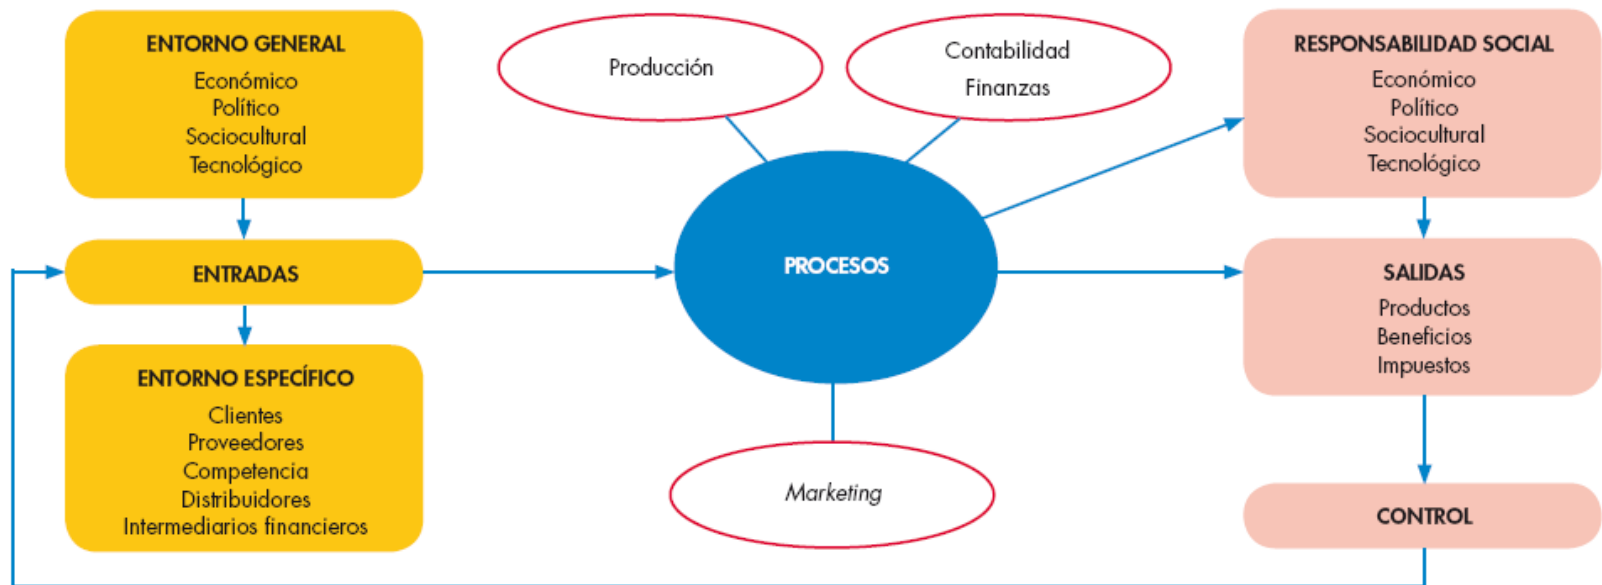 ENTORNO GENERAL
Económico
Político
Sociocultural
Tecnológico
ENTRADAS
ENTORNO ESPECÍFICO
Clientes
Proveedores
Competencia
Distribuidores
Intermediarios financieros
Producción
Contabilidad
Finanzas
PROCESOS
Marketing
RESPONSABILIDAD SOCIAL
Económico
Político
Sociocultural
Tecnológico
SALIDAS
Productos
Beneficios
Impuestos
CONTROL